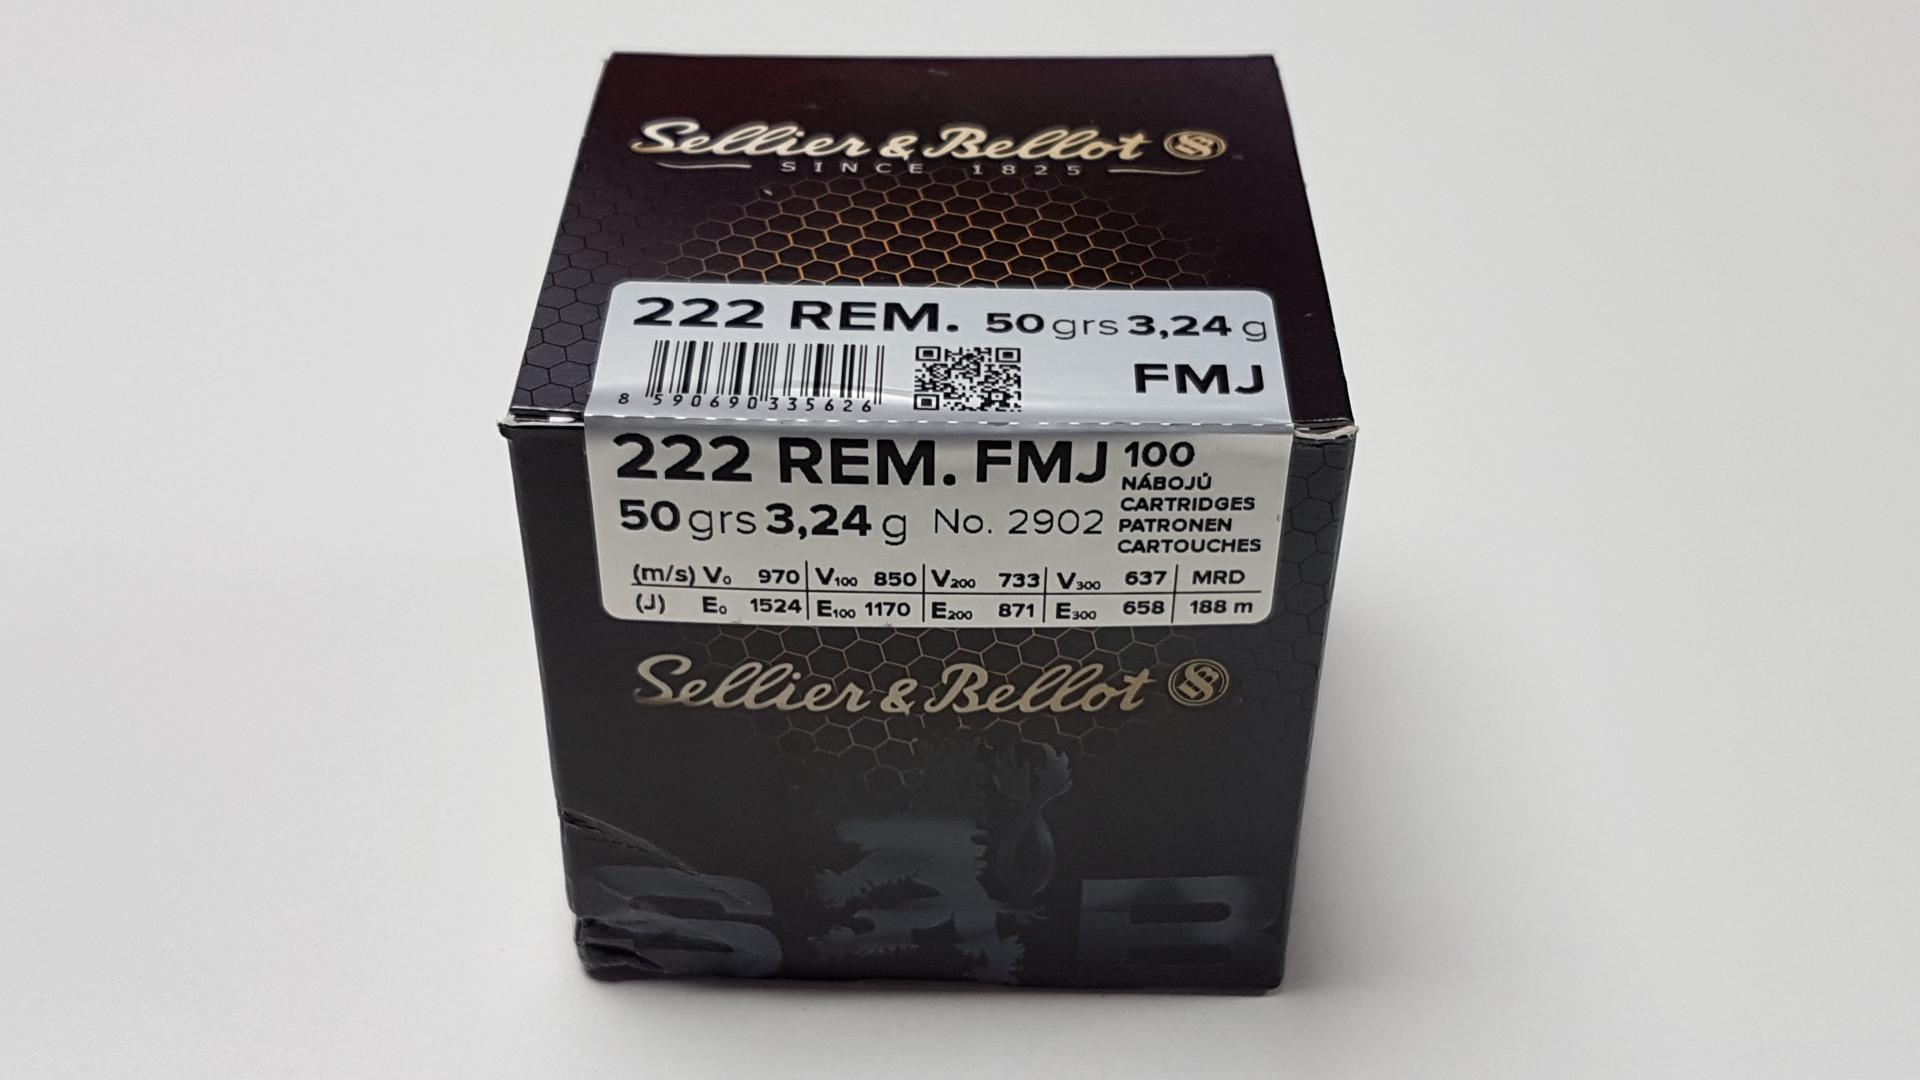 Sellier & Bellot SB
SINCE 1825
222 REM. 50 grs 3,24 g
FMJ
8 590690 335626
222 REM. FMJ 100
NÁBOJŮ
CARTRIDGES
50 grs 3,24 g No. 2902 PATRONEN
CARTOUCHES
(m/s) V₀ 970 V₁₀₀ 850 V₂₀₀ 733 V₃₀₀ 637 MRD
(J) E₀ 1524 E₁₀₀ 1170 E₂₀₀ 871 E₃₀₀ 658 188 m
Sellier & Bellot SB
S&B